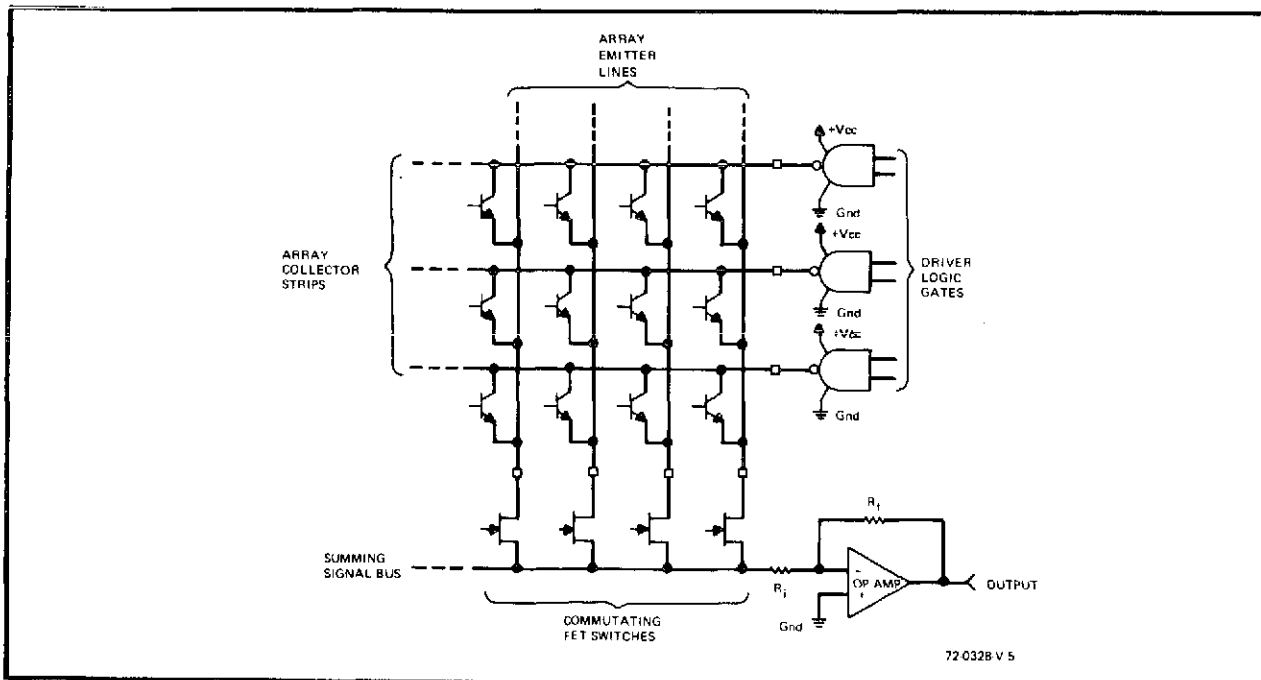 ARRAY
EMITTER
LINES
+Vcc
Gnd
+Vcc
ARRAY
COLLECTOR
STRIPS
DRIVER
LOGIC
GATES
Gnd
+Vcc
Gnd
Rf
SUMMING
SIGNAL BUS
Ri
-
OP AMP
+
OUTPUT
Gnd
COMMUTATING
FET SWITCHES
72-0328-V-5